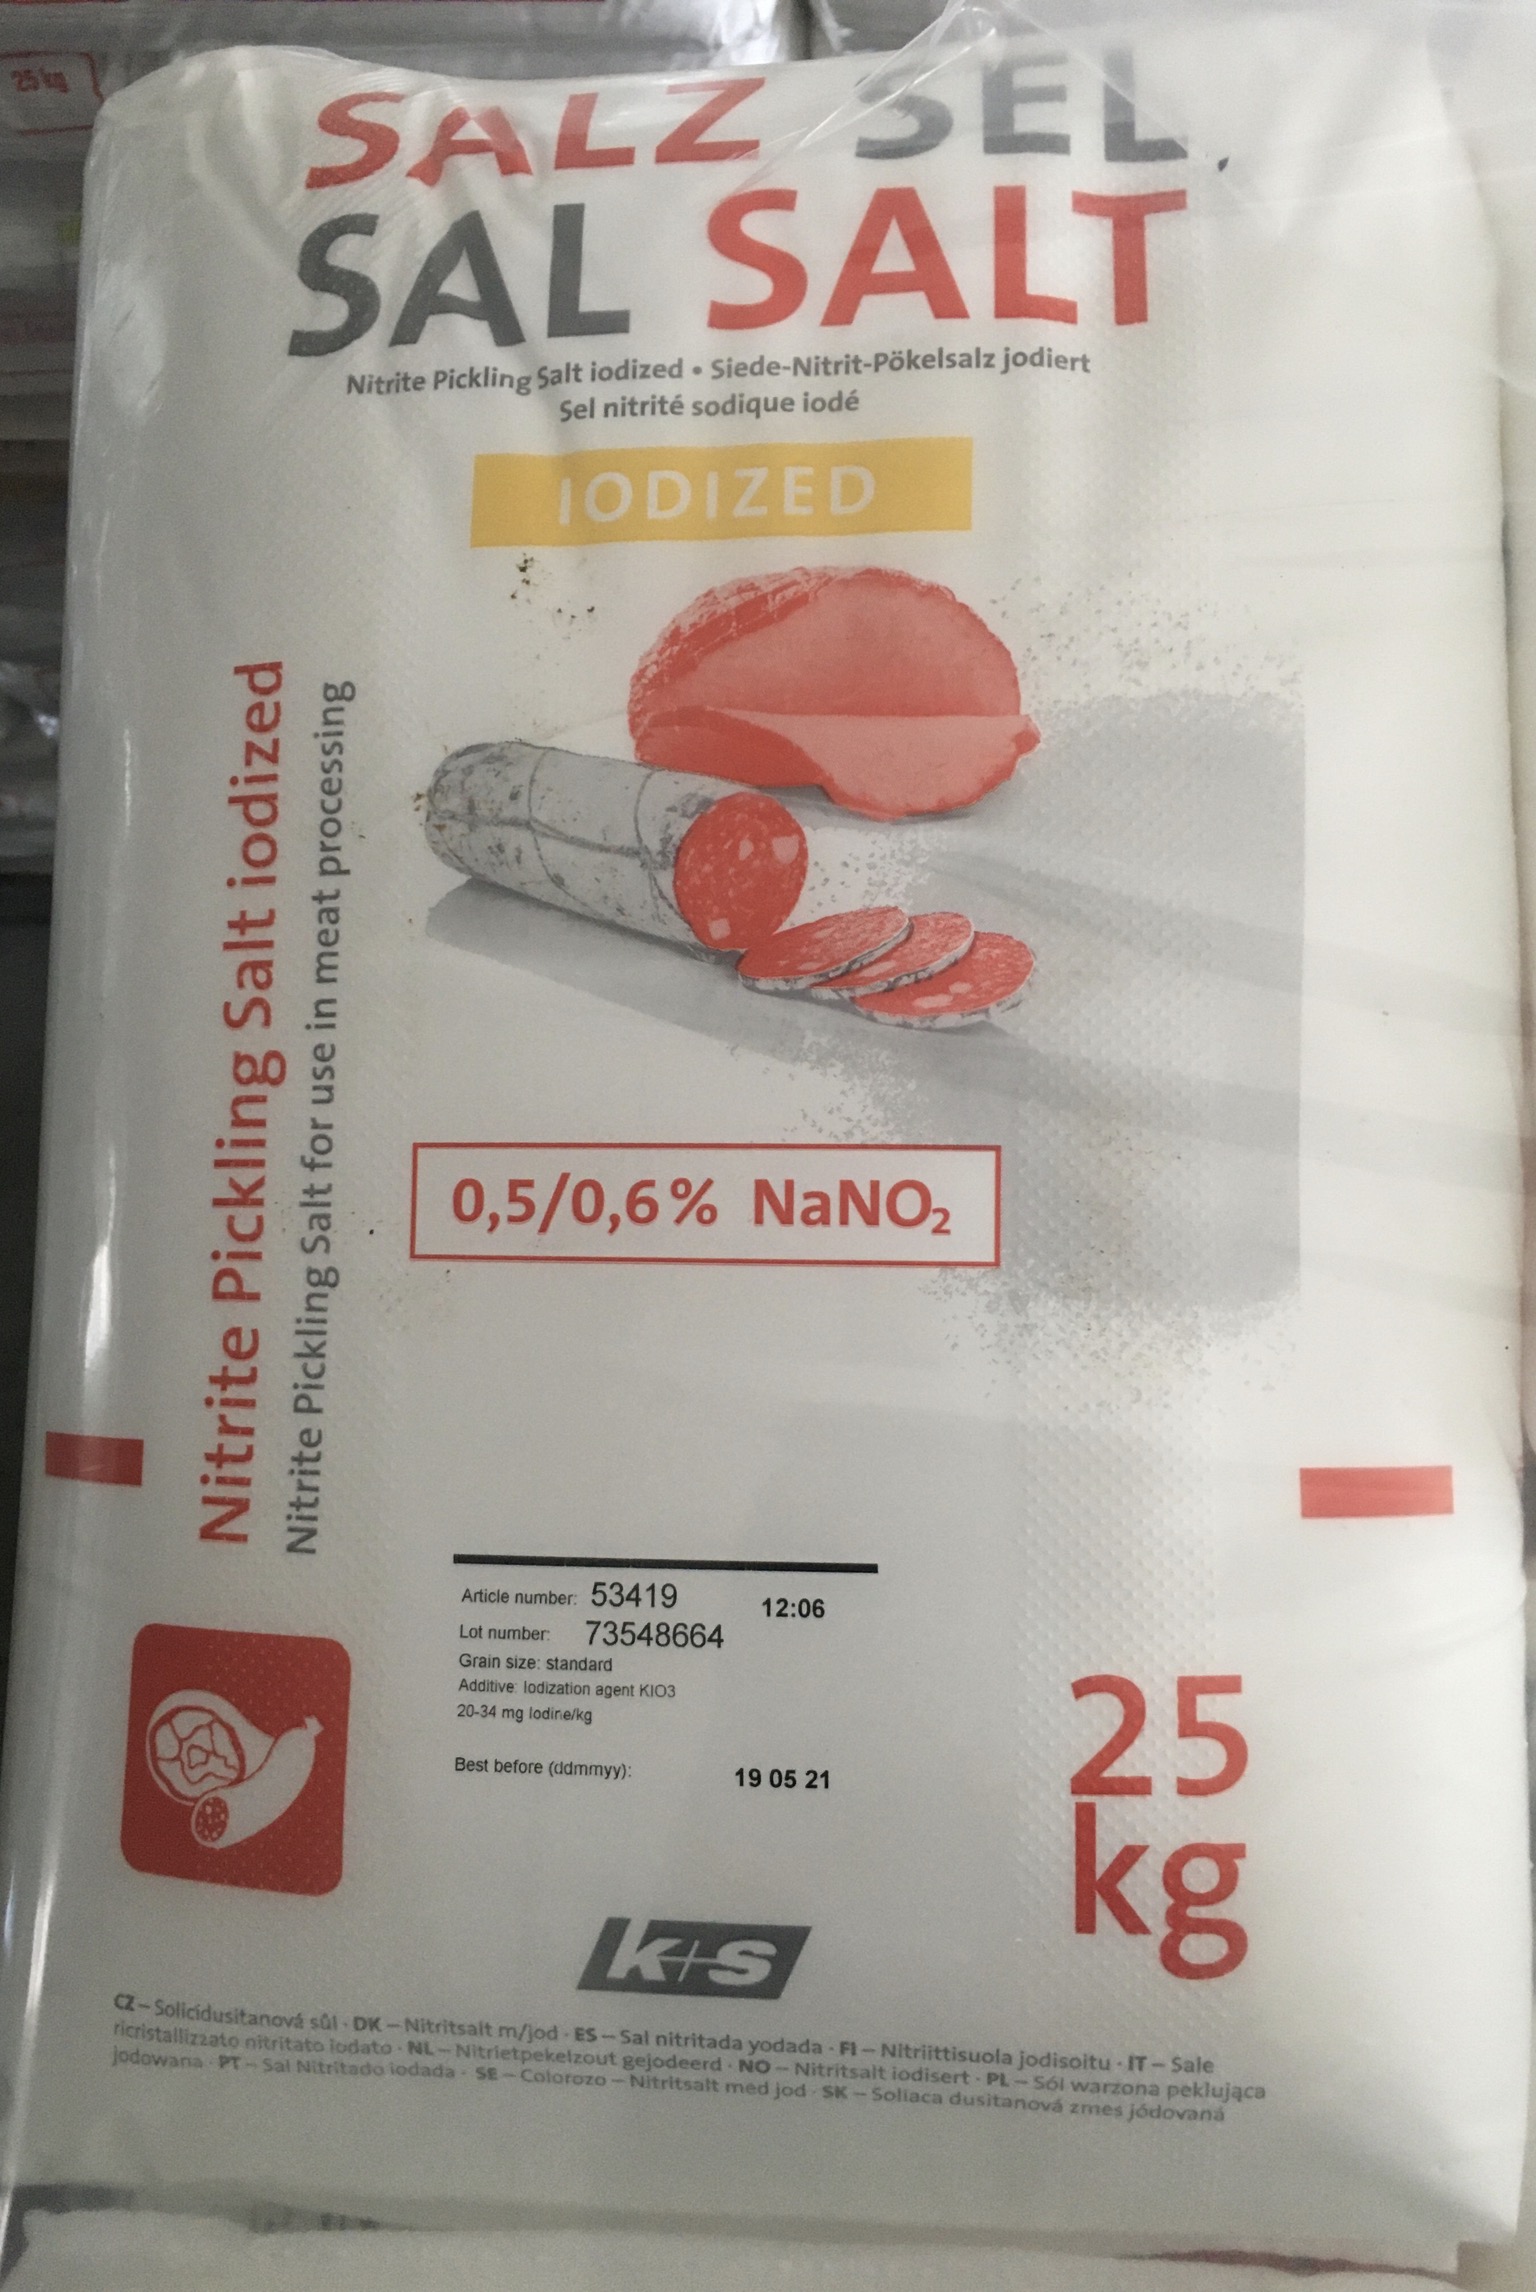 25 kg
SALZ SEL
SAL SALT
Nitrite Pickling Salt iodized • Siede-Nitrit-Pökelsalz jodiert
Sel nitrité sodique iodé
IODIZED
Nitrite Pickling Salt iodized
Nitrite Pickling Salt for use in meat processing
0,5/0,6% NaNO₂
Article number: 53419 12:06
Lot number: 73548664
Grain size: standard
Additive: Iodization agent KIO3
20-34 mg Iodine/kg
Best before (ddmmyy): 19 05 21
25
kg
K+S
CZ – Solicídusitanová sůl · DK – Nitritsalt m/jod · ES – Sal nitritada yodada · FI – Nitriittisuola jodisoitu · IT – Sale
ricristallizzato nitritato iodato · NL – Nitrietpekelzout gejodeerd · NO – Nitritsalt iodisert · PL – Sól warzona peklująca
jodowana · PT – Sal Nitritado iodada · SE – Colorozo – Nitritsalt med jod · SK – Soliaca dusitanová zmes jódovaná